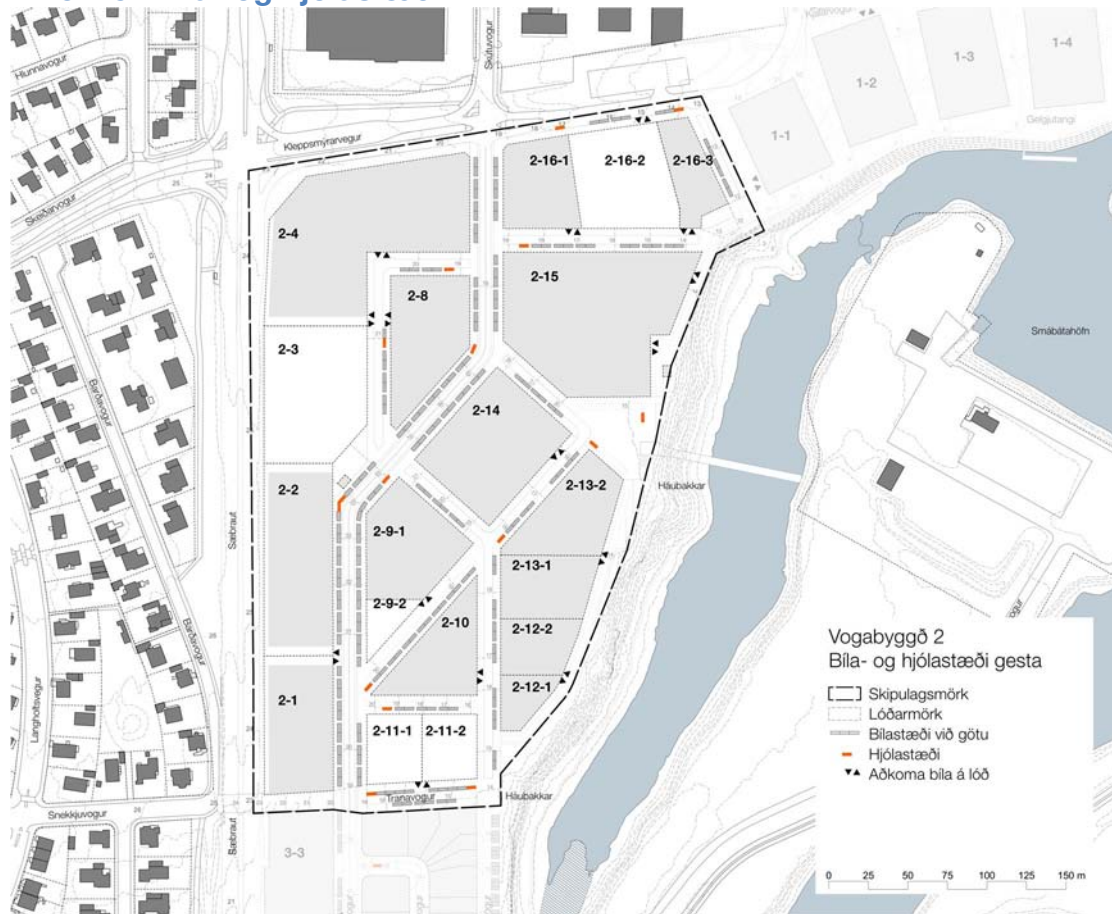 Kleppsmýrarvegur
Skútuvogur
Hlunnavogur
Skeiðarvogur
Barðavogur
Sæbraut
Barðavogur
Langholtsvegur
Snekkjuvogur
Sæbraut
Tranavogur
Háubakkar
Háubakkar
Smábátahöfn
Gelgjutangi
1-1
1-2
1-3
1-4
2-16-1
2-16-2
2-16-3
2-4
2-15
2-8
2-3
2-14
2-2
2-13-2
2-9-1
2-13-1
2-9-2
2-10
2-12-2
2-12-1
2-1
2-11-1
2-11-2
3-3
Vogabyggð 2
Bíla- og hjólastæði gesta
Skipulagsmörk
Lóðarmörk
Bílastæði við götu
Hjólastæði
Aðkoma bíla á lóð
0 25 50 75 100 125 150 m